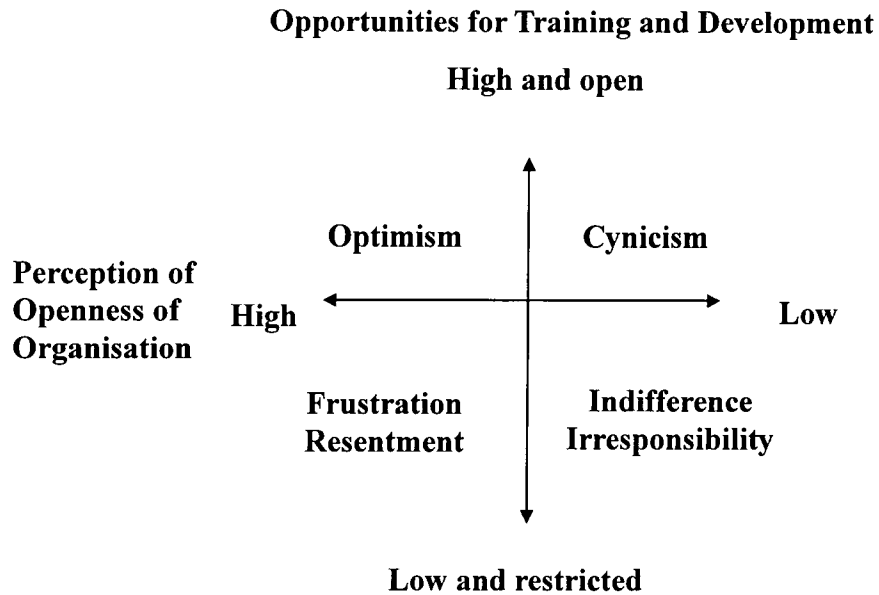 Opportunities for Training and Development
High and open
Optimism
Cynicism
Perception of
Openness of
Organisation
High
Low
Frustration
Resentment
Indifference
Irresponsibility
Low and restricted